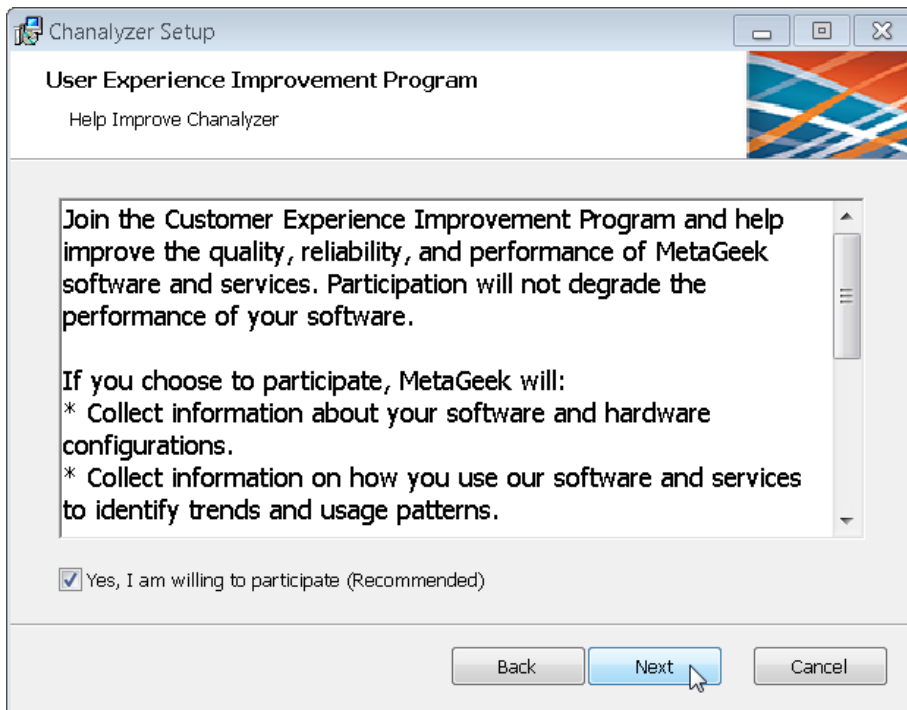 Chanalyzer Setup
User Experience Improvement Program
Help Improve Chanalyzer
Join the Customer Experience Improvement Program and help
improve the quality, reliability, and performance of MetaGeek
software and services. Participation will not degrade the
performance of your software.
If you choose to participate, MetaGeek will:
* Collect information about your software and hardware
configurations.
* Collect information on how you use our software and services
to identify trends and usage patterns.
Yes, I am willing to participate (Recommended)
Back Next Cancel